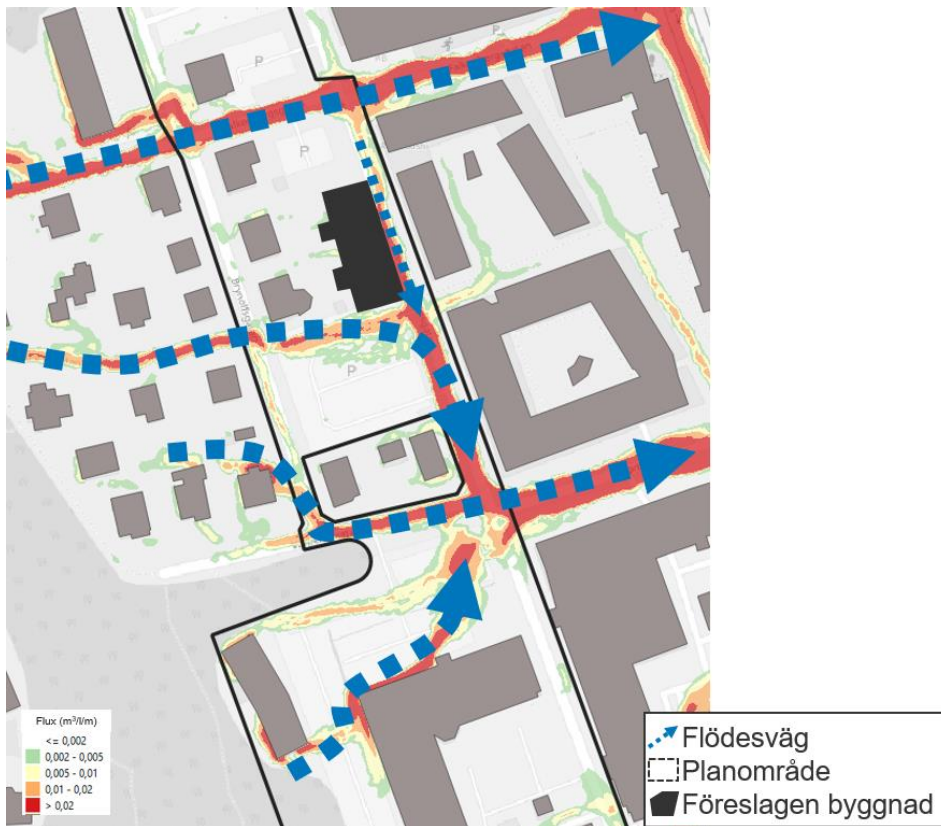 P
P
P
P
Brynolfsg
Flux (m³/l/m)
<= 0,002
0,002 - 0,005
0,005 - 0,01
0,01 - 0,02
> 0,02
Flödesväg
Planområde
Föreslagen byggnad